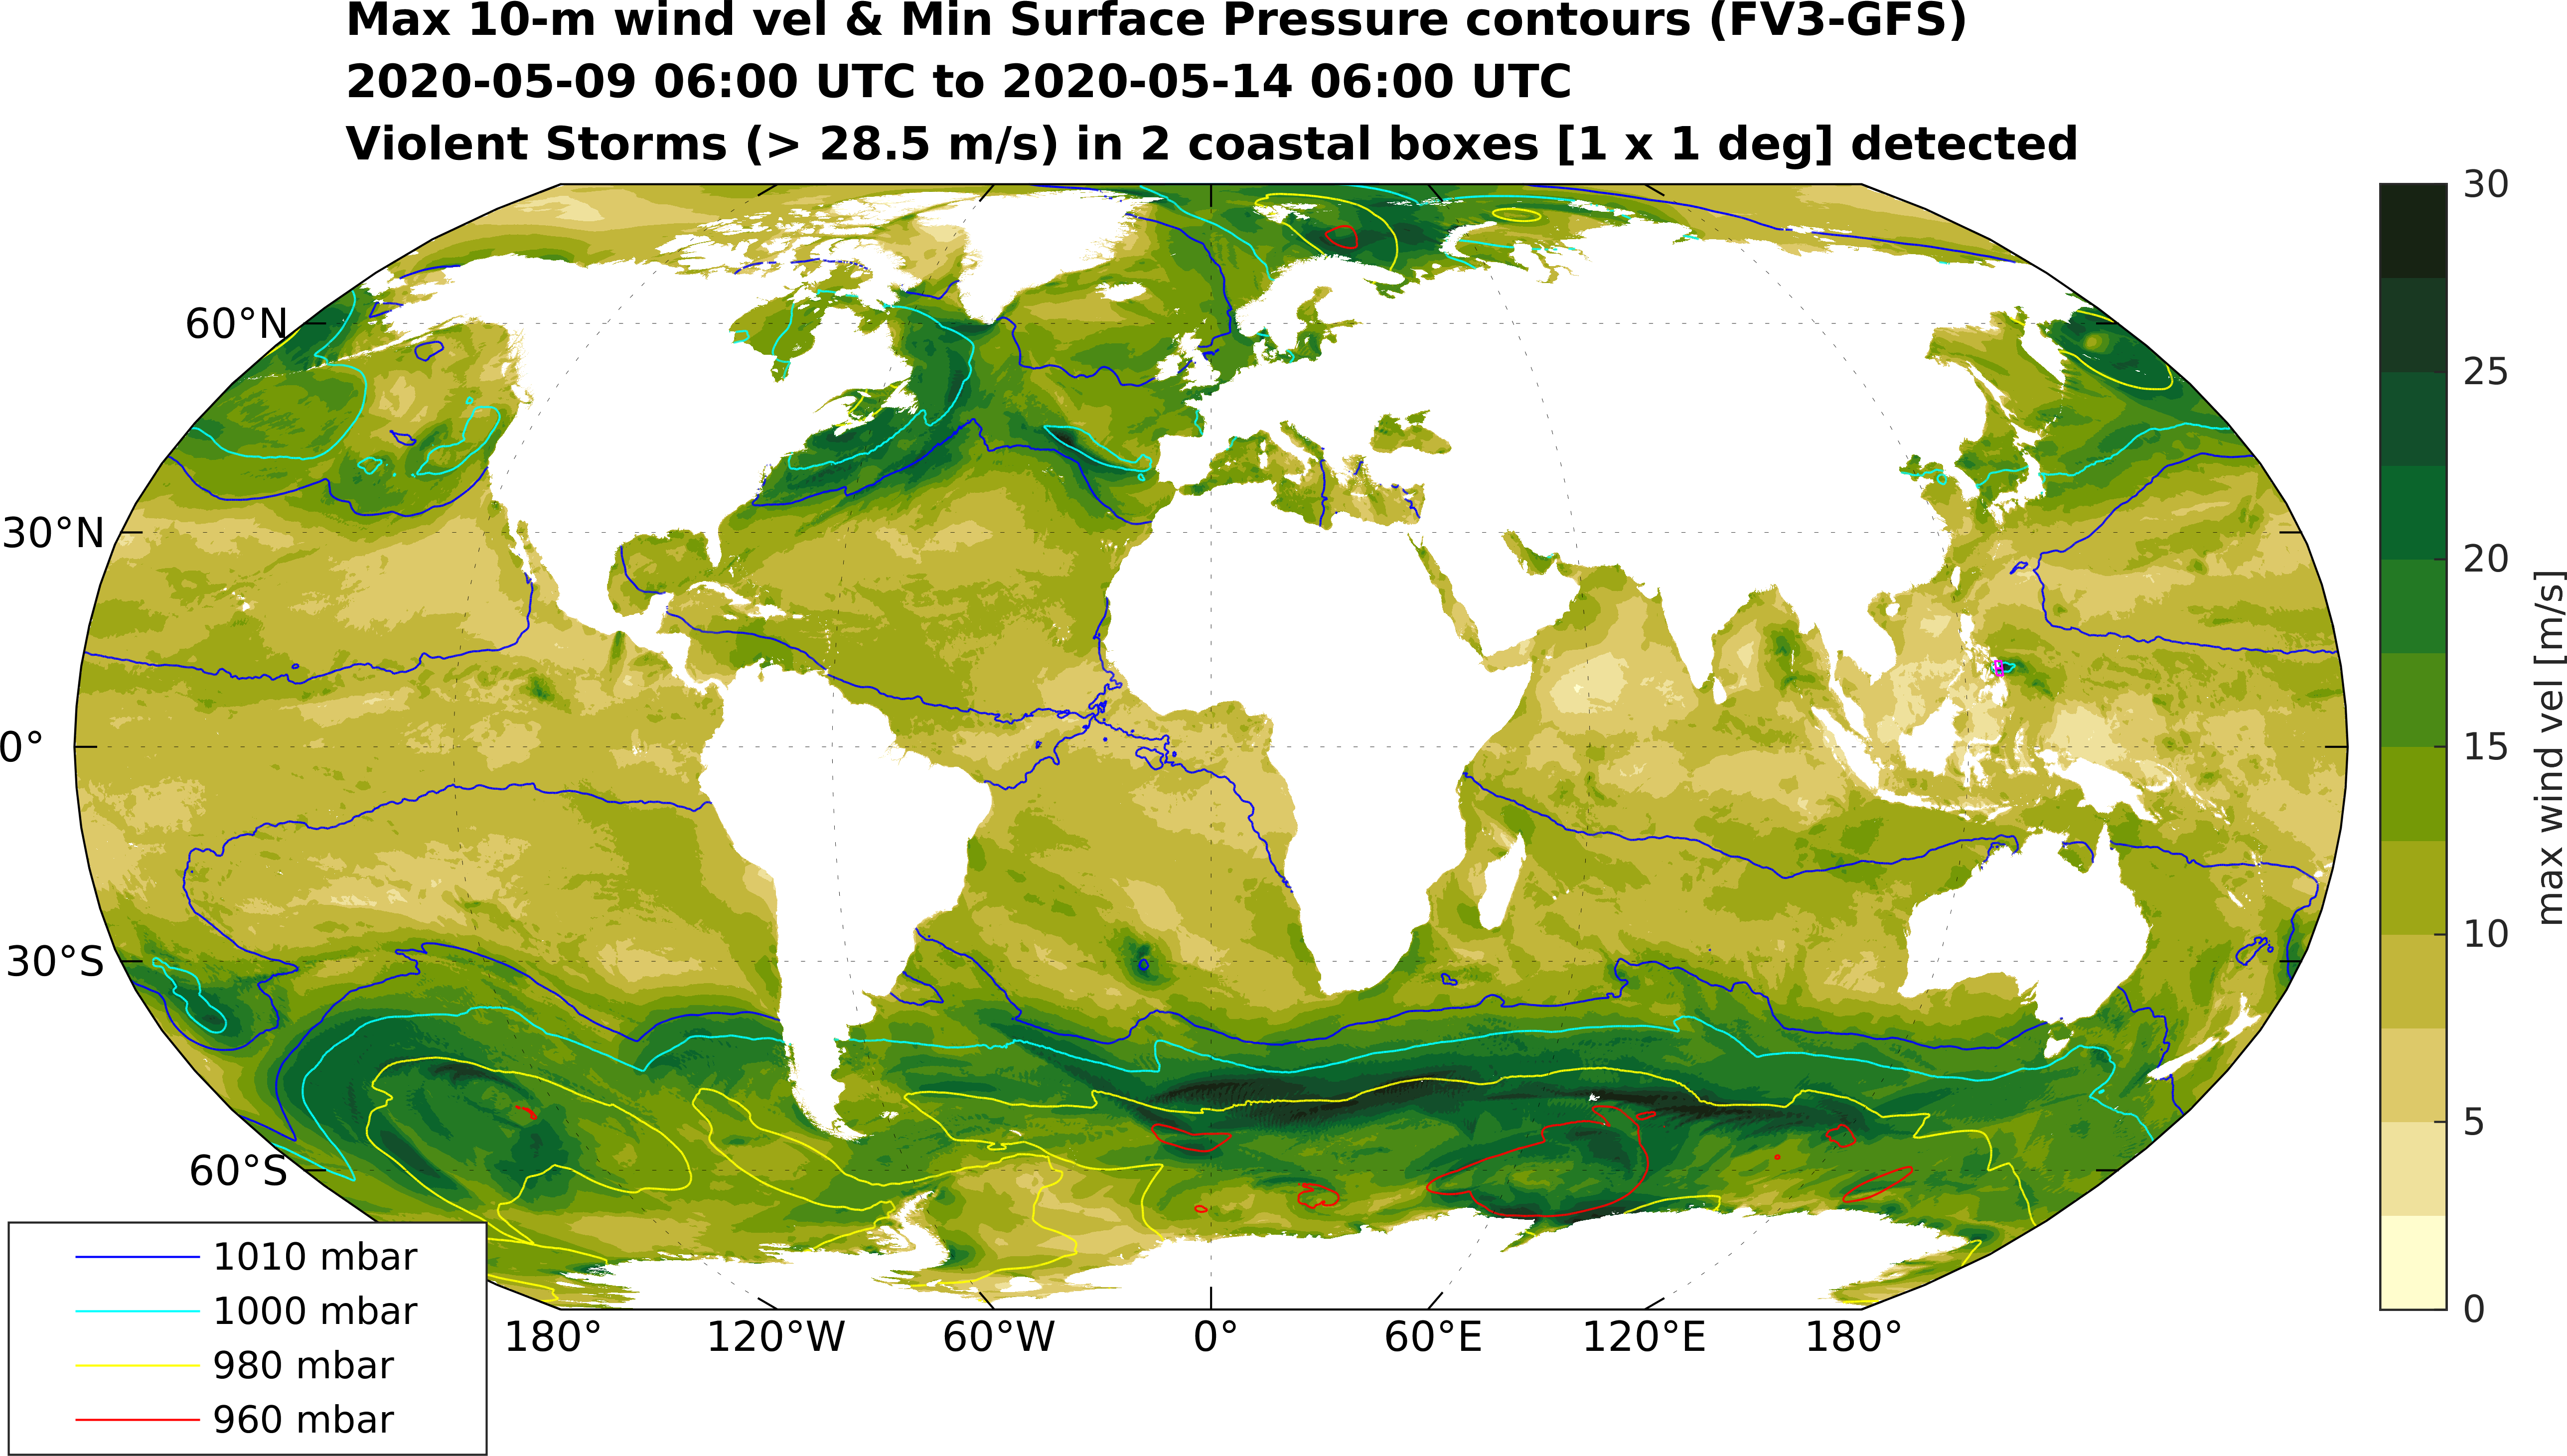 Max 10-m wind vel & Min Surface Pressure contours (FV3-GFS)
2020-05-09 06:00 UTC to 2020-05-14 06:00 UTC
Violent Storms (> 28.5 m/s) in 2 coastal boxes [1 x 1 deg] detected
60°N
30°N
0°
30°S
60°S
180°
120°W
60°W
0°
60°E
120°E
180°
1010 mbar
1000 mbar
980 mbar
960 mbar
30
25
20
15
10
5
0
max wind vel [m/s]